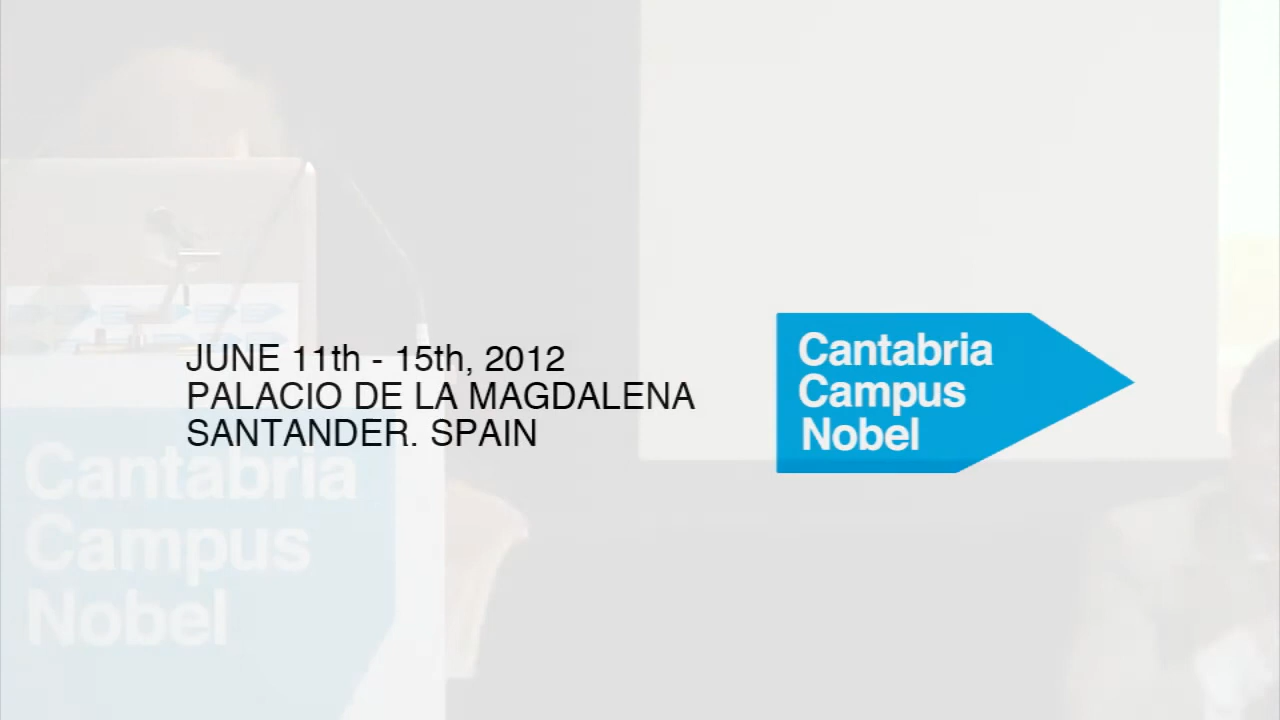 JUNE 11th - 15th, 2012
PALACIO DE LA MAGDALENA
SANTANDER. SPAIN
Cantabria
Campus
Nobel
Cantabria
Campus
Nobel